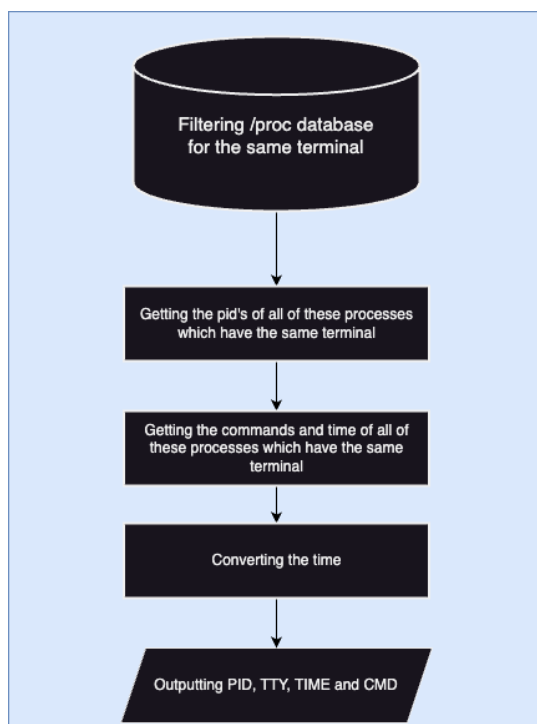 Filtering /proc database
for the same terminal
Getting the pid's of all of these processes
which have the same terminal
Getting the commands and time of all of
these processes which have the same
terminal
Converting the time
Outputting PID, TTY, TIME and CMD